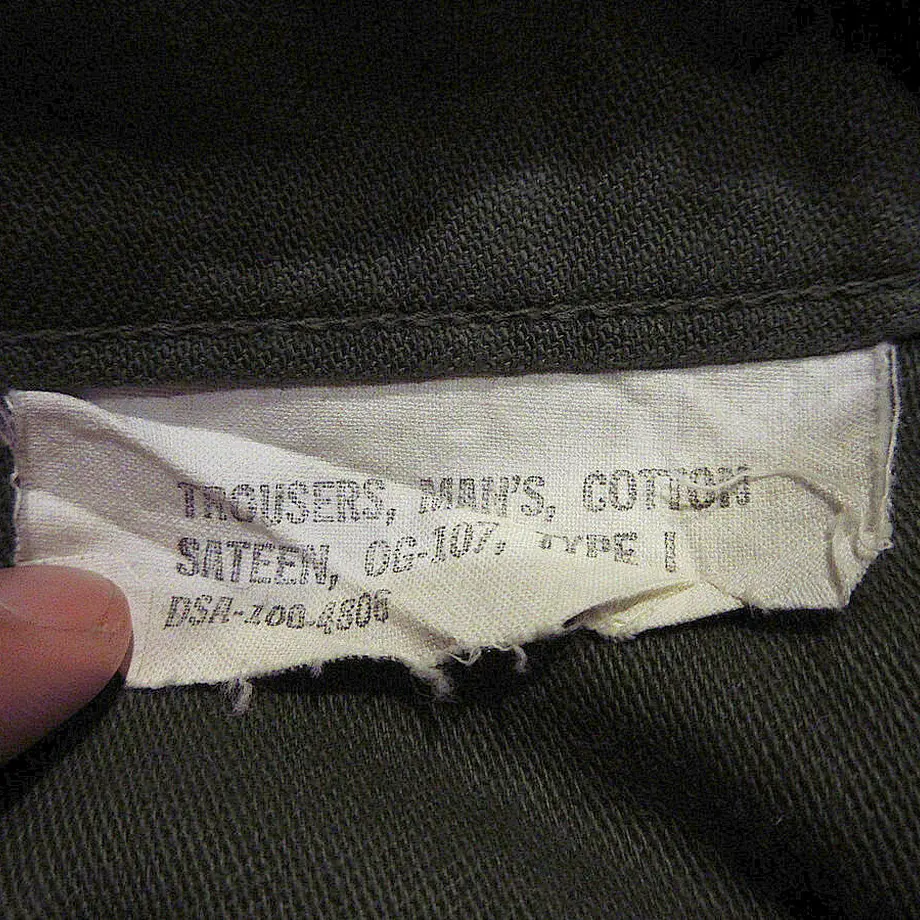 TROUSERS, MAN'S, COTTON
SATEEN, OG-107, TYPE I
DSA-100-4806